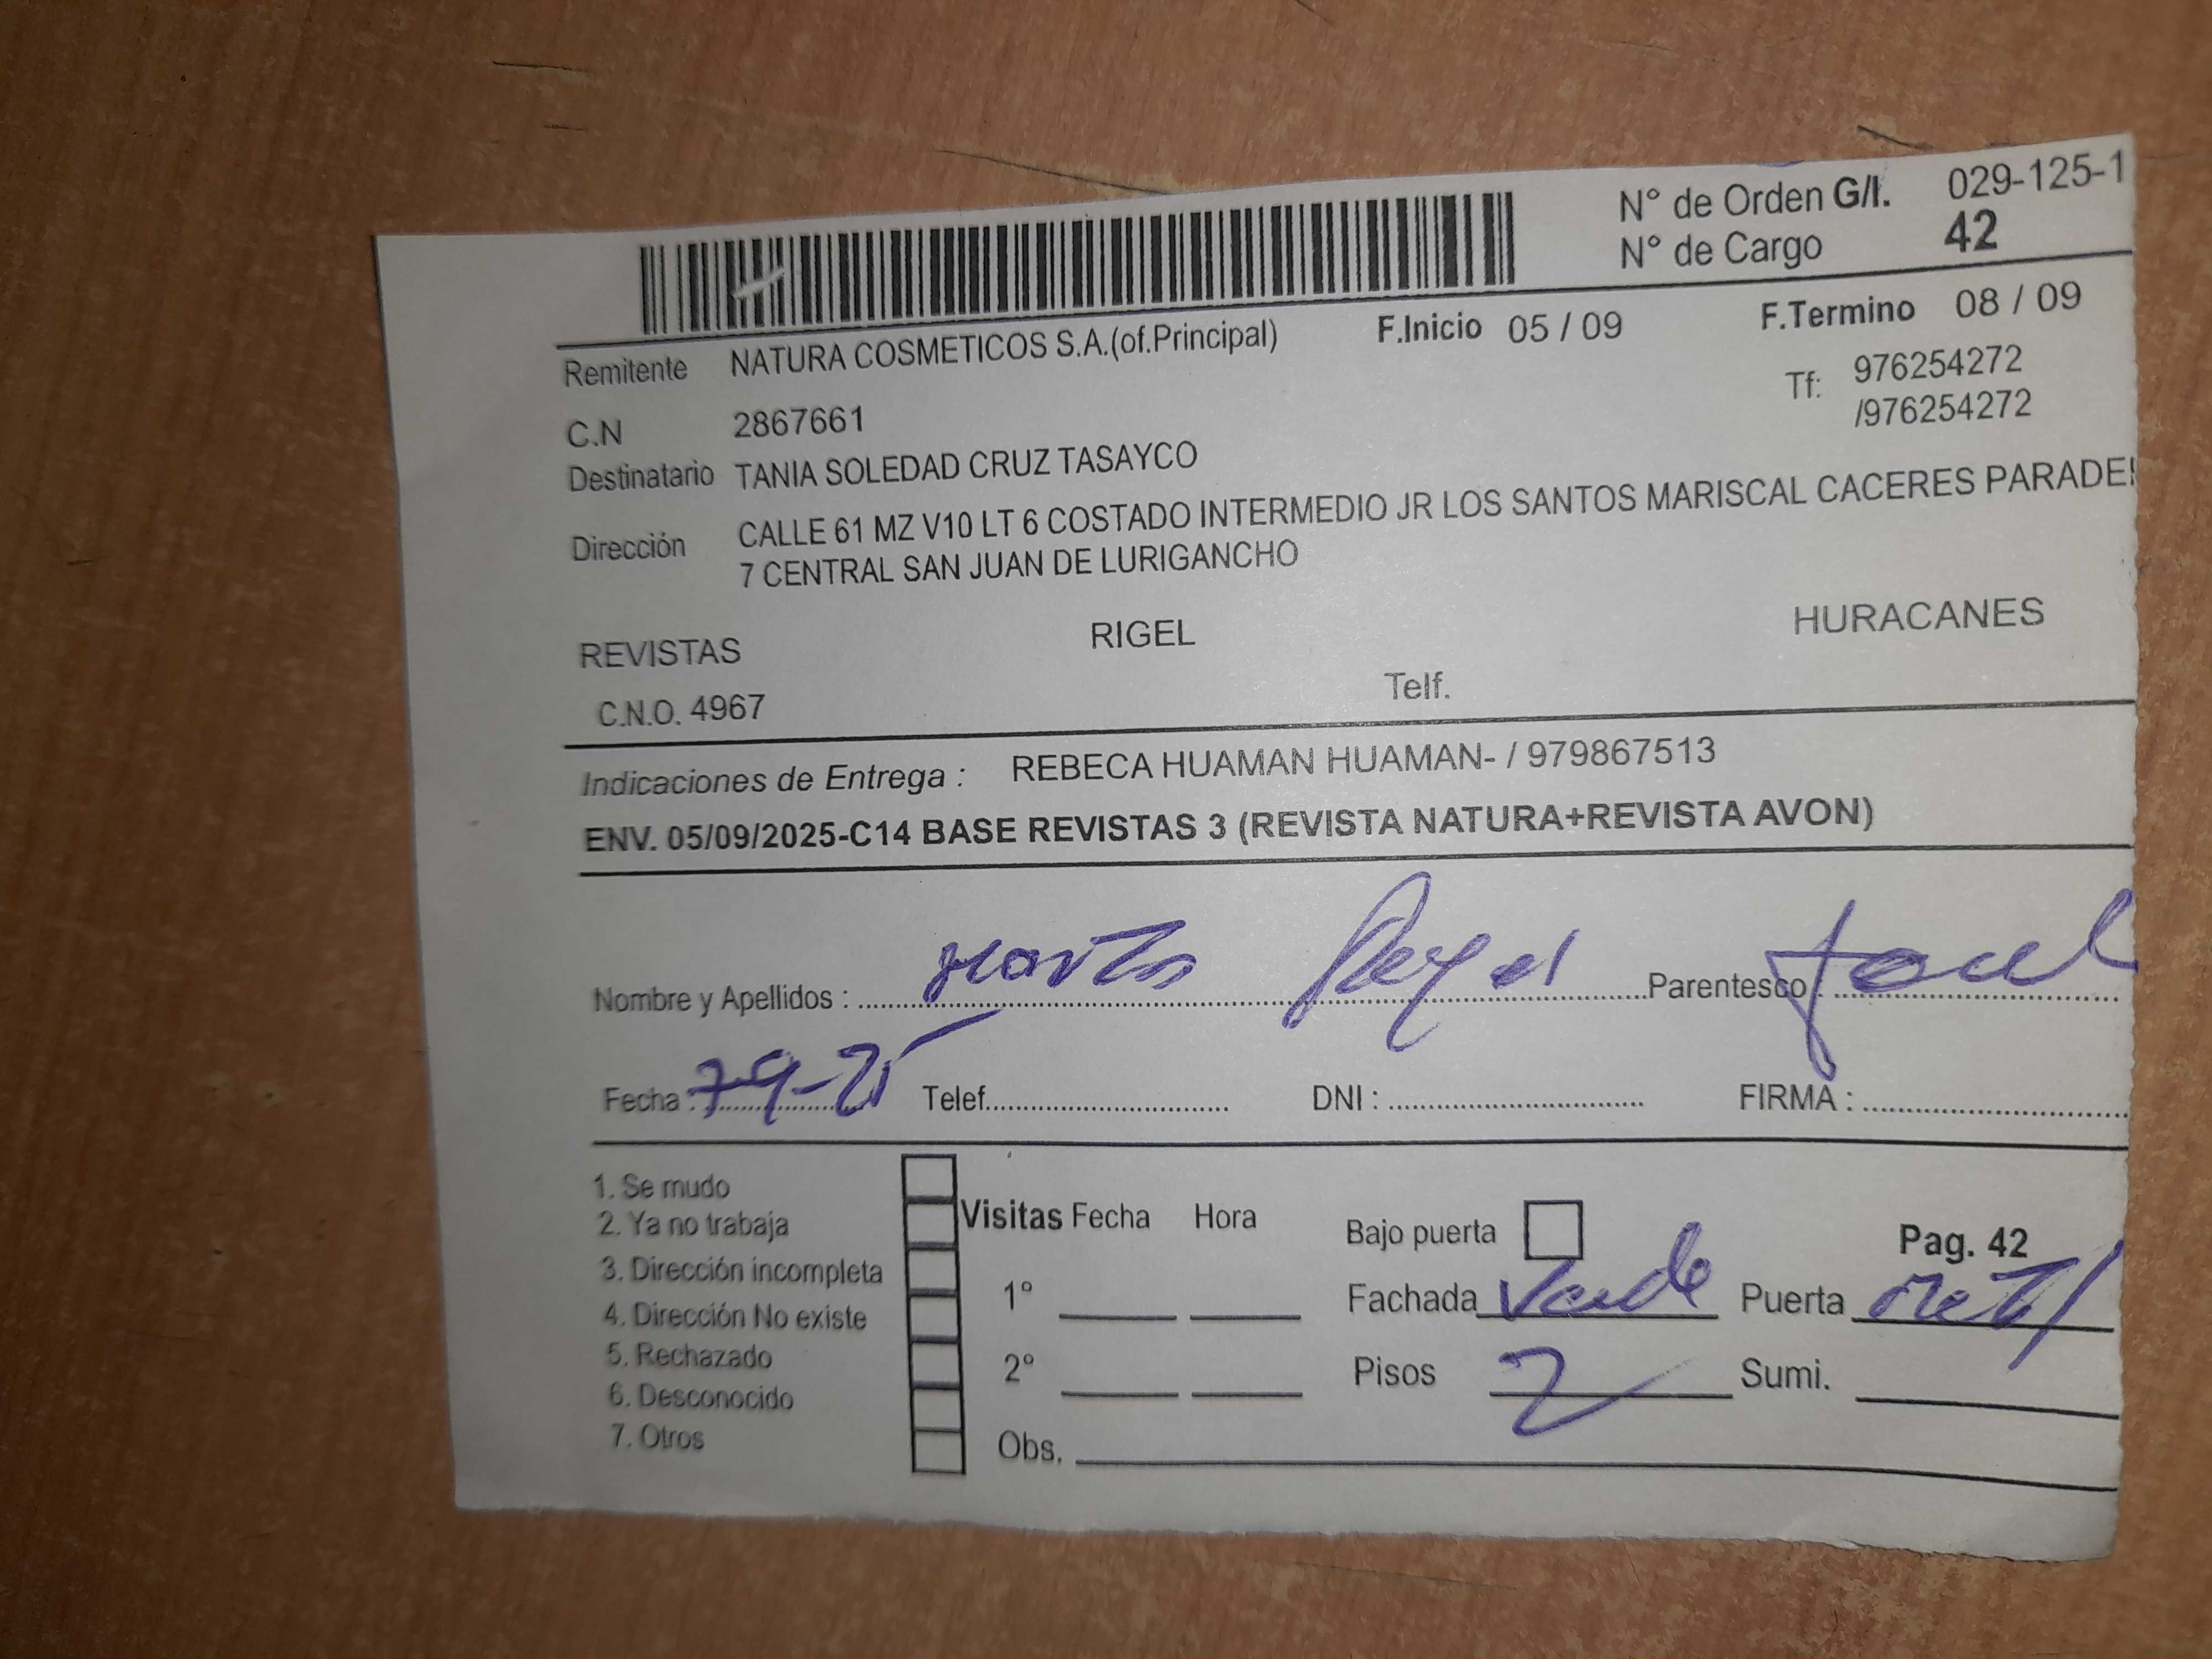 N° de Orden G/I. 029-125-1
N° de Cargo 42
Remitente NATURA COSMETICOS S.A.(of.Principal) F.Inicio 05 / 09 F.Termino 08 / 09
C.N 2867661 Tf: 976254272
/976254272
Destinatario TANIA SOLEDAD CRUZ TASAYCO
Dirección CALLE 61 MZ V10 LT 6 COSTADO INTERMEDIO JR LOS SANTOS MARISCAL CACERES PARADE
7 CENTRAL SAN JUAN DE LURIGANCHO
REVISTAS RIGEL HURACANES
C.N.O. 4967 Telf.
Indicaciones de Entrega : REBECA HUAMAN HUAMAN- / 979867513
ENV. 05/09/2025-C14 BASE REVISTAS 3 (REVISTA NATURA+REVISTA AVON)
Nombre y Apellidos : Parentesco :
Fecha : 7-9-25 Telef. DNI : FIRMA :
1. Se mudo
2. Ya no trabaja
3. Dirección incompleta
4. Dirección No existe
5. Rechazado
6. Desconocido
7. Otros
Visitas Fecha Hora
1°
2°
Obs.
Bajo puerta Pag. 42
Fachada Verde Puerta Metal
Pisos 2 Sumi.